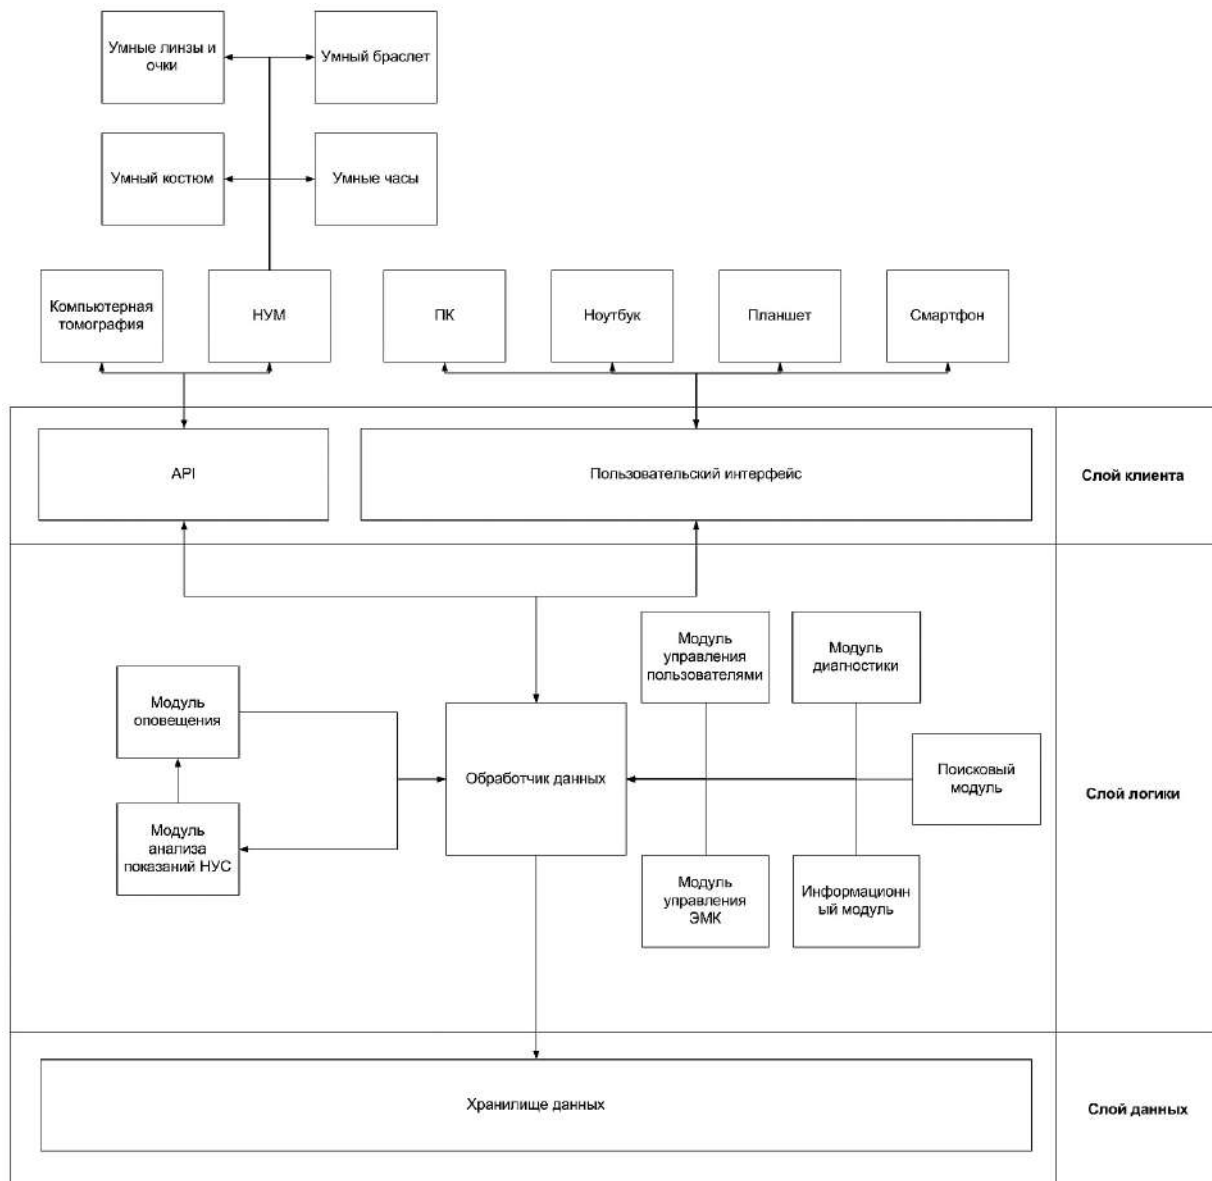 Умные линзы и
очки
Умный браслет
Умный костюм
Умные часы
Компьютерная
томография
НУМ
ПК
Ноутбук
Планшет
Смартфон
API
Пользовательский интерфейс
Слой клиента
Модуль
управления
пользователями
Модуль
диагностики
Модуль
оповещения
Обработчик данных
Поисковый
модуль
Слой логики
Модуль
анализа
показаний НУС
Модуль
управления
ЭМК
Информационн
ый модуль
Хранилище данных
Слой данных